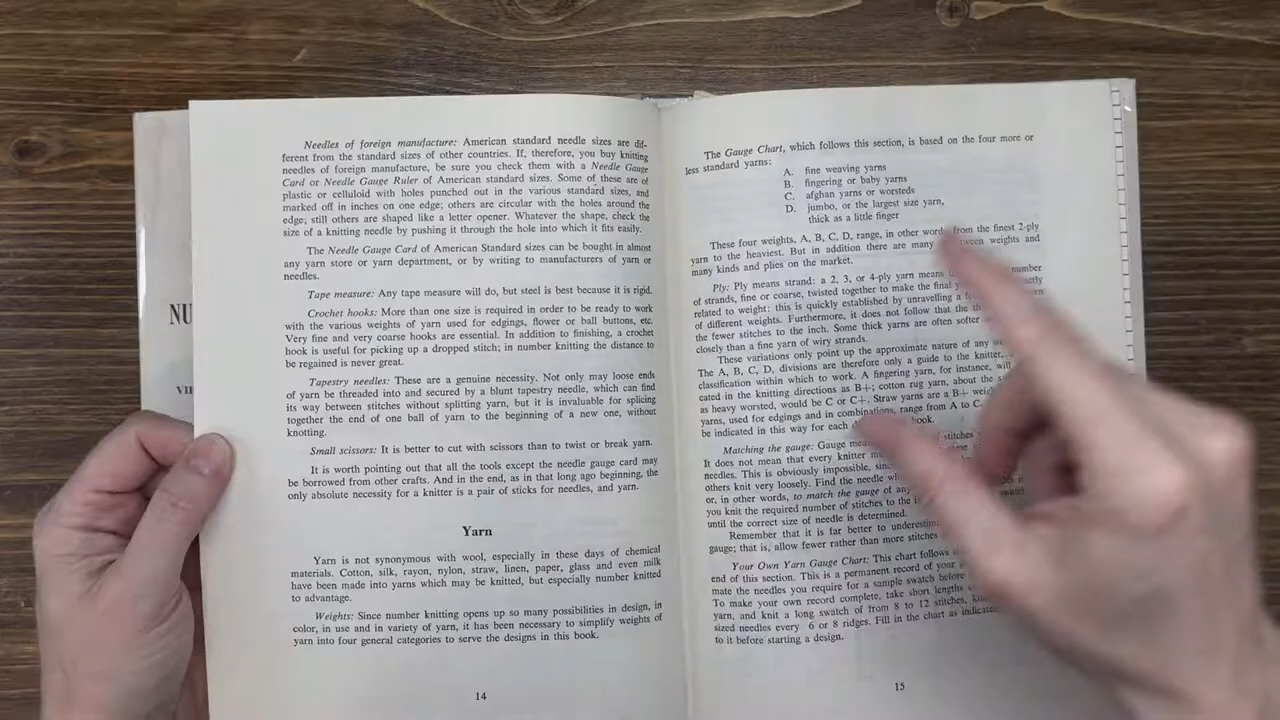 NU
VII
Needles of foreign manufacture: American standard needle sizes are dif-
ferent from the standard sizes of other countries. If, therefore, you buy knitting
needles of foreign manufacture, be sure you check them with a Needle Gauge
Card or Needle Gauge Ruler of American standard sizes. Some of these are of
plastic or celluloid with holes punched out in the various standard sizes, and
marked off in inches on one edge; others are circular with the holes around the
edge; still others are shaped like a letter opener. Whatever the shape, check the
size of a knitting needle by pushing it through the hole into which it fits easily.
The Needle Gauge Card of American Standard sizes can be bought in almost
any yarn store or yarn department, or by writing to manufacturers of yarn or
needles.
Tape measure: Any tape measure will do, but steel is best because it is rigid.
Crochet hooks: More than one size is required in order to be ready to work
with the various weights of yarn used for edgings, flower or ball buttons, etc.
Very fine and very coarse hooks are essential. In addition to finishing, a crochet
hook is useful for picking up a dropped stitch; in number knitting the distance to
be regained is never great.
Tapestry needles: These are a genuine necessity. Not only may loose ends
of yarn be threaded into and secured by a blunt tapestry needle, which can find
its way between stitches without splitting yarn, but it is invaluable for splicing
together the end of one ball of yarn to the beginning of a new one, without
knotting.
Small scissors: It is better to cut with scissors than to twist or break yarn.
It is worth pointing out that all the tools except the needle gauge card may
be borrowed from other crafts. And in the end, as in that long ago beginning, the
only absolute necessity for a knitter is a pair of sticks for needles, and yarn.
Yarn
Yarn is not synonymous with wool, especially in these days of chemical
materials. Cotton, silk, rayon, nylon, straw, linen, paper, glass and even milk
have been made into yarns which may be knitted, but especially number knitted
to advantage.
Weights: Since number knitting opens up so many possibilities in design, in
color, in use and in variety of yarn, it has been necessary to simplify weights of
yarn into four general categories to serve the designs in this book.
14
The Gauge Chart, which follows this section, is based on the four more or
less standard yarns:
A. fine weaving yarns
B. fingering or baby yarns
C. afghan yarns or worsteds
D. jumbo, or the largest size yarn,
thick as a little finger
These four weights, A, B, C, D, range, in other words from the finest 2-ply
yarn to the heaviest. But in addition there are many between weights and
many kinds and plies on the market.
Ply: Ply means strand: a 2, 3, or 4-ply yarn means number
of strands, fine or coarse, twisted together to make the final
related to weight: this is quickly established by unravelling a
of different weights. Furthermore, it does not follow that the
the fewer stitches to the inch. Some thick yarns are often softer
closely than a fine yarn of wiry strands.
These variations only point up the approximate nature of any
The A, B, C, D, divisions are therefore only a guide to the knitter,
classification within which to work. A fingering yarn, for instance, will
cated in the knitting directions as B+; cotton rug yarn, about the
as heavy worsted, would be C or C+. Straw yarns are a B+
yarns, used for edgings and in combinations, range from A to C.
be indicated in this way for each book.
Matching the gauge: Gauge stitches
It does not mean that every knitter
needles. This is obviously impossible,
others knit very loosely. Find the needle
or, in other words, to match the gauge of
you knit the required number of stitches to the
until the correct size of needle is determined.
Remember that it is far better to
gauge; that is, allow fewer rather than more stitches
Your Own Yarn Gauge Chart: This chart follows
end of this section. This is a permanent record of your
mate the needles you require for a sample swatch before
To make your own record complete, take short lengths
yarn, and knit a long swatch of from 8 to 12 stitches,
sized needles every 6 or 8 ridges. Fill in the chart as
to it before starting a design.
15